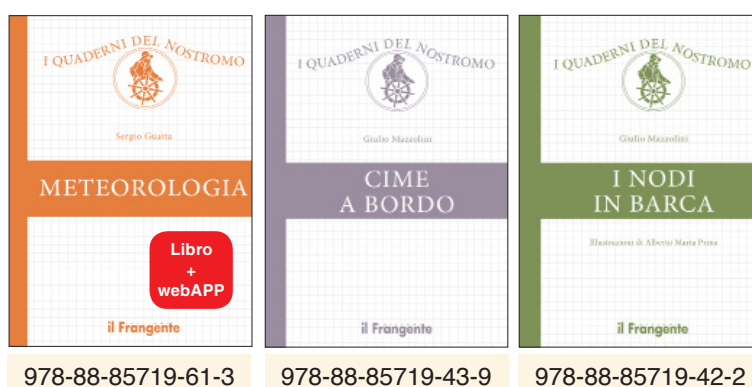 I QUADERNI DEL NOSTROMO
Sergio Guatta
METEOROLOGIA
Libro
+
webAPP
il Frangente
978-88-85719-61-3
I QUADERNI DEL NOSTROMO
Giulio Mazzolini
CIME
A BORDO
il Frangente
978-88-85719-43-9
I QUADERNI DEL NOSTROMO
Giulio Mazzolini
I NODI
IN BARCA
Illustrazioni di Alberto Maria Prina
il Frangente
978-88-85719-42-2